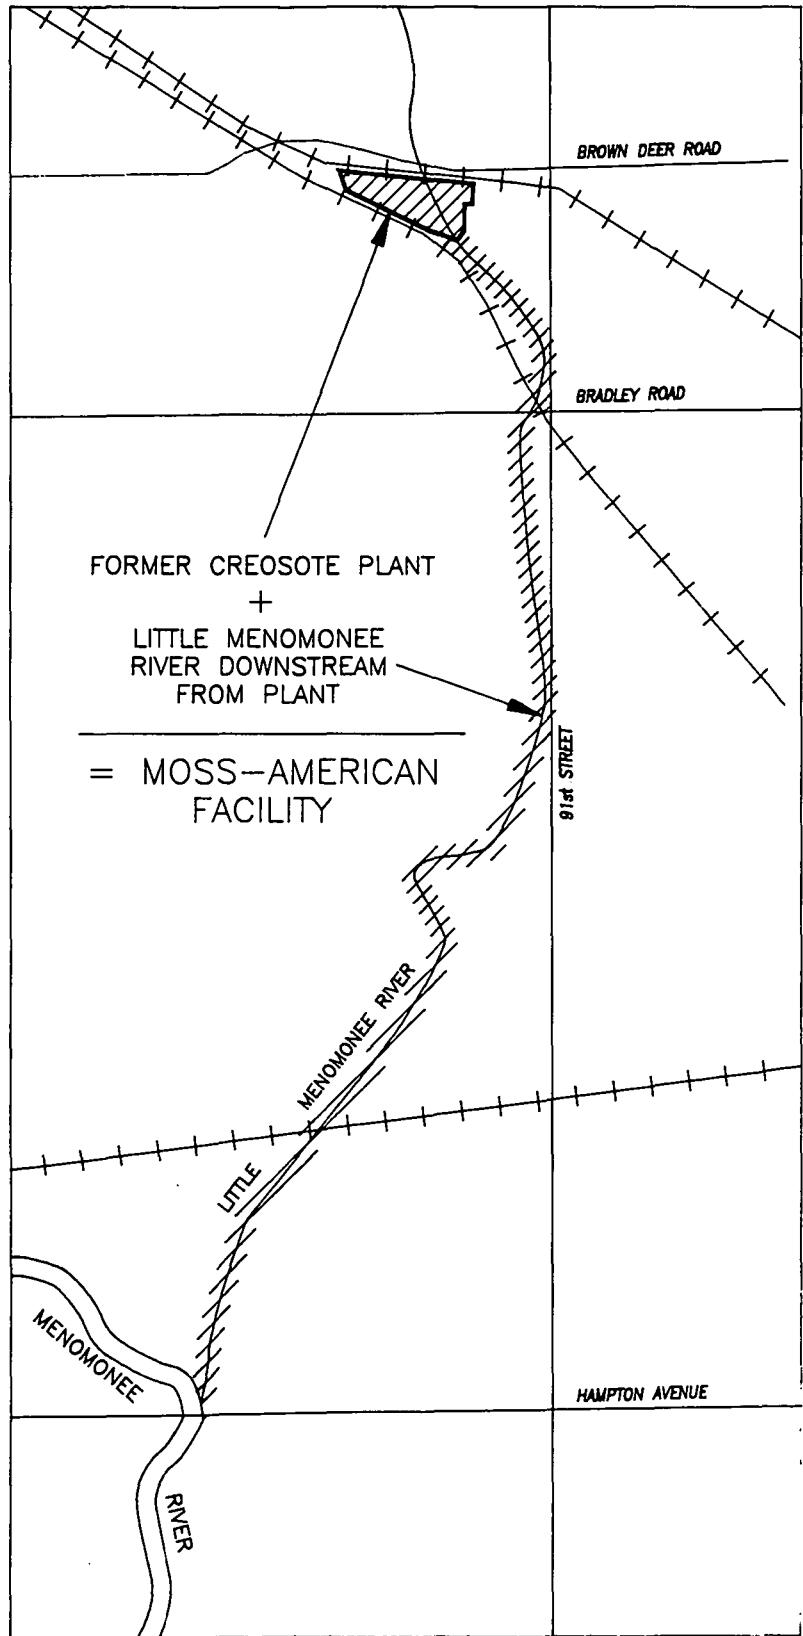 BROWN DEER ROAD
BRADLEY ROAD
FORMER CREOSOTE PLANT
+
LITTLE MENOMONEE
RIVER DOWNSTREAM
FROM PLANT
= MOSS-AMERICAN
FACILITY
91st STREET
LITTLE MENOMONEE RIVER
MENOMONEE
RIVER
HAMPTON AVENUE